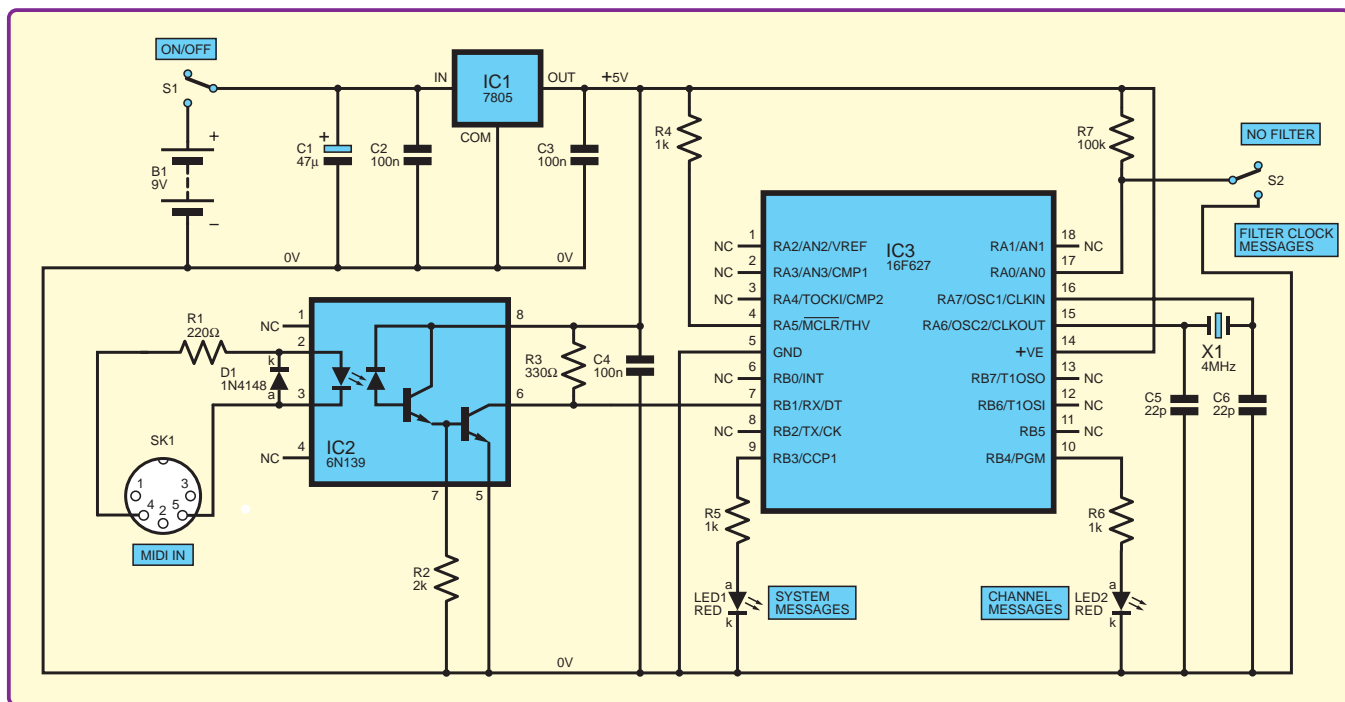 ON/OFF
S1
+
B1
9V
−
+
C1
47µ
C2
100n
IN
IC1
7805
OUT
COM
+5V
C3
100n
0V
0V
R4
1k
R7
100k
NO FILTER
S2
FILTER CLOCK
MESSAGES
R1
220Ω
D1
1N4148
k
a
SK1
1
4
2
5
3
MIDI IN
NC
1
2
3
NC
4
IC2
6N139
8
6
7
5
R3
330Ω
C4
100n
R2
2k
IC3
16F627
NC 1 RA2/AN2/VREF
NC 2 RA3/AN3/CMP1
NC 3 RA4/TOCKI/CMP2
4 RA5/MCLR/THV
5 GND
NC 6 RB0/INT
7 RB1/RX/DT
NC 8 RB2/TX/CK
9 RB3/CCP1
RA1/AN1 18 NC
RA0/AN0 17
RA7/OSC1/CLKIN 16
RA6/OSC2/CLKOUT 15
+VE 14
RB7/T1OSO 13 NC
RB6/T1OSI 12 NC
RB5 11 NC
RB4/PGM 10
X1
4MHz
C5
22p
C6
22p
R5
1k
a
LED1
RED
k
SYSTEM
MESSAGES
R6
1k
a
LED2
RED
k
CHANNEL
MESSAGES
0V